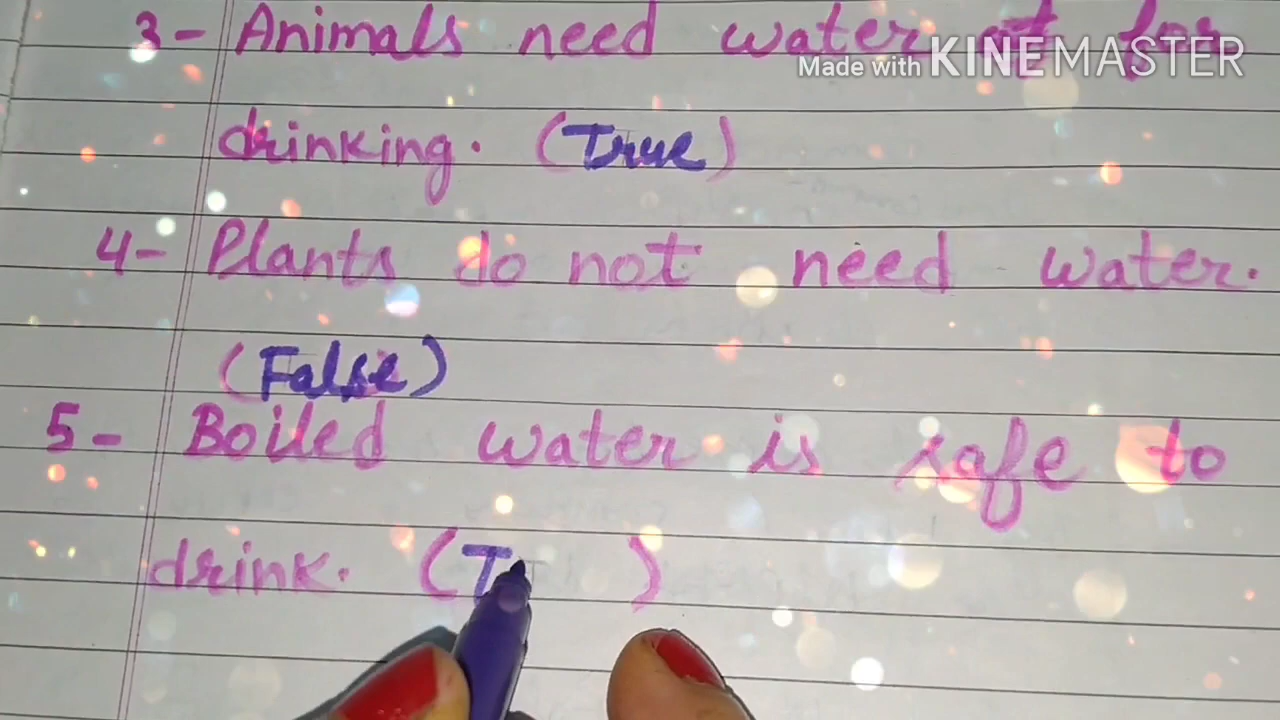 3- Animals need water for
Made with KINEMASTER
drinking. (True)
4- Plants do not need water.
(False)
5- Boiled water is safe to
drink. (T )